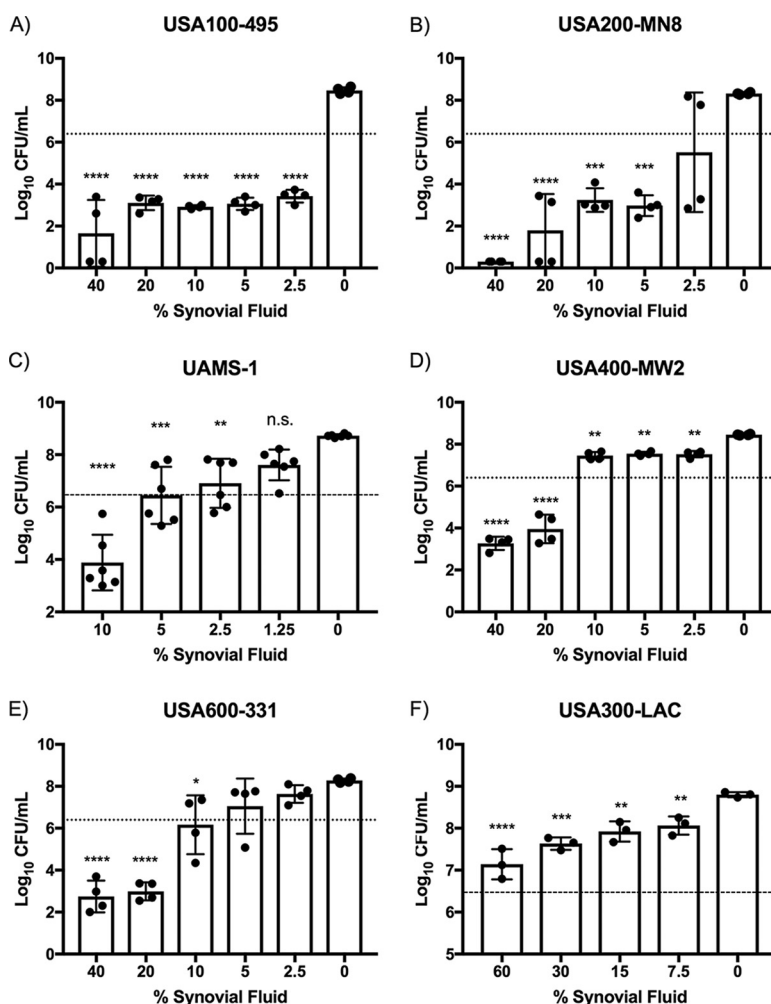 A) USA100-495
Log10 CFU/mL
10
8
6
4
2
0
**** **** **** **** ****
40 20 10 5 2.5 0
% Synovial Fluid
B) USA200-MN8
Log10 CFU/mL
10
8
6
4
2
0
**** **** *** ***
40 20 10 5 2.5 0
% Synovial Fluid
C) UAMS-1
Log10 CFU/mL
10
8
6
4
2
**** *** ** n.s.
10 5 2.5 1.25 0
% Synovial Fluid
D) USA400-MW2
Log10 CFU/mL
10
8
6
4
2
0
**** **** ** ** **
40 20 10 5 2.5 0
% Synovial Fluid
E) USA600-331
Log10 CFU/mL
10
8
6
4
2
0
**** **** *
40 20 10 5 2.5 0
% Synovial Fluid
F) USA300-LAC
Log10 CFU/mL
10
9
8
7
6
5
**** *** ** **
60 30 15 7.5 0
% Synovial Fluid